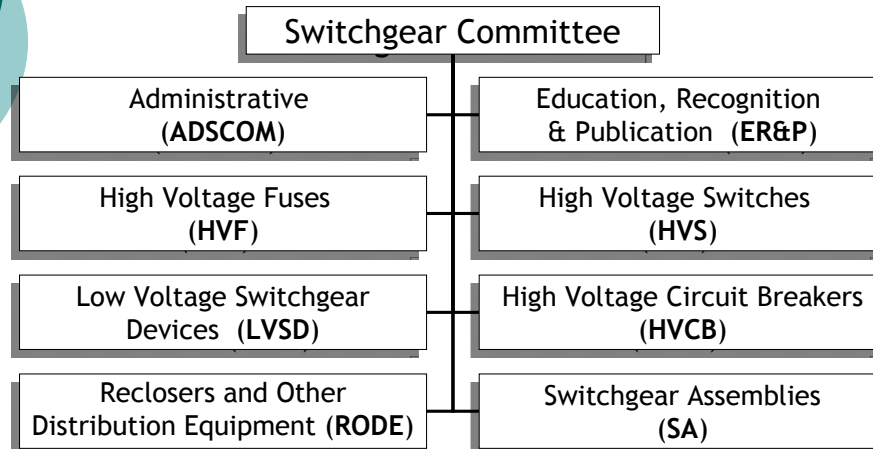 Switchgear Committee
Administrative
(ADSCOM)
Education, Recognition
& Publication (ER&P)
High Voltage Fuses
(HVF)
High Voltage Switches
(HVS)
Low Voltage Switchgear
Devices (LVSD)
High Voltage Circuit Breakers
(HVCB)
Reclosers and Other
Distribution Equipment (RODE)
Switchgear Assemblies
(SA)